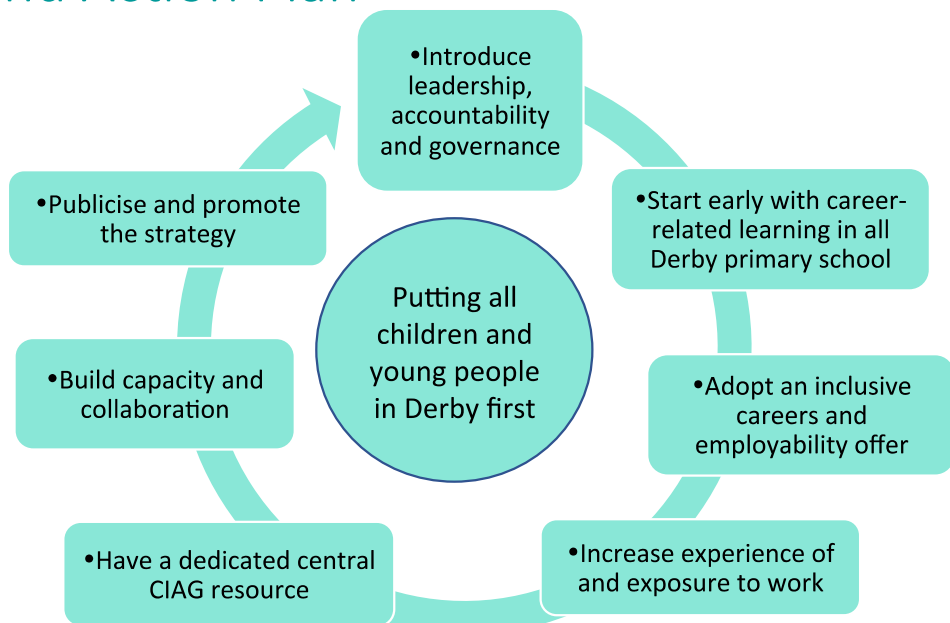 Action Plan
•Introduce
leadership,
accountability
and governance
•Start early with career-
related learning in all
Derby primary school
•Adopt an inclusive
careers and
employability offer
•Increase experience of
and exposure to work
•Have a dedicated central
CIAG resource
•Build capacity and
collaboration
•Publicise and promote
the strategy
Putting all
children and
young people
in Derby first